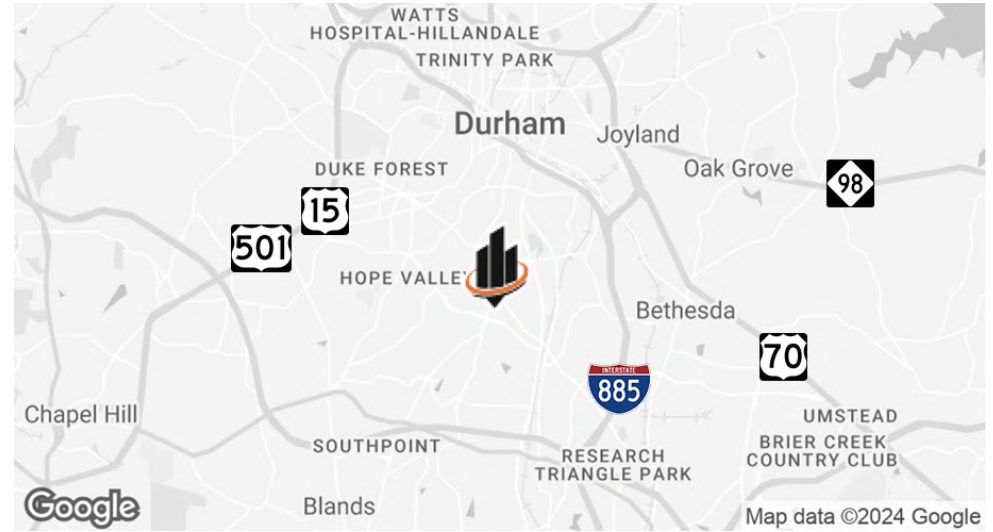 WATTS
HOSPITAL-HILLANDALE
TRINITY PARK
Durham
Joyland
Oak Grove
98
DUKE FOREST
15
501
HOPE VALLE
Bethesda
70
INTERSTATE
885
Chapel Hill
UMSTEAD
SOUTHPOINT
BRIER CREEK
COUNTRY CLUB
RESEARCH
TRIANGLE PARK
Blands
Google
Map data ©2024 Google